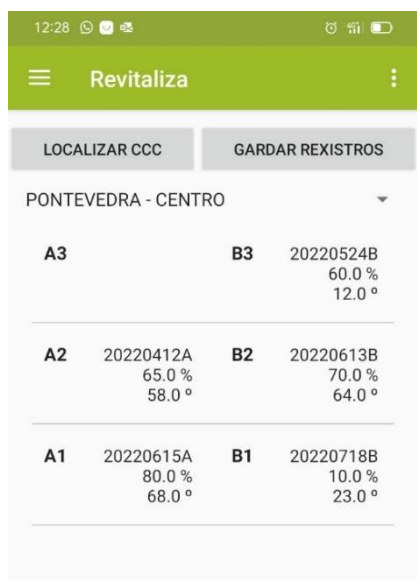 12:28
Revitaliza
LOCALIZAR CCC GARDAR REXISTROS
PONTEVEDRA - CENTRO
A3 B3 20220524B
60.0 %
12.0 º
A2 20220412A B2 20220613B
65.0 % 70.0 %
58.0 º 64.0 º
A1 20220615A B1 20220718B
80.0 % 10.0 %
68.0 º 23.0 º